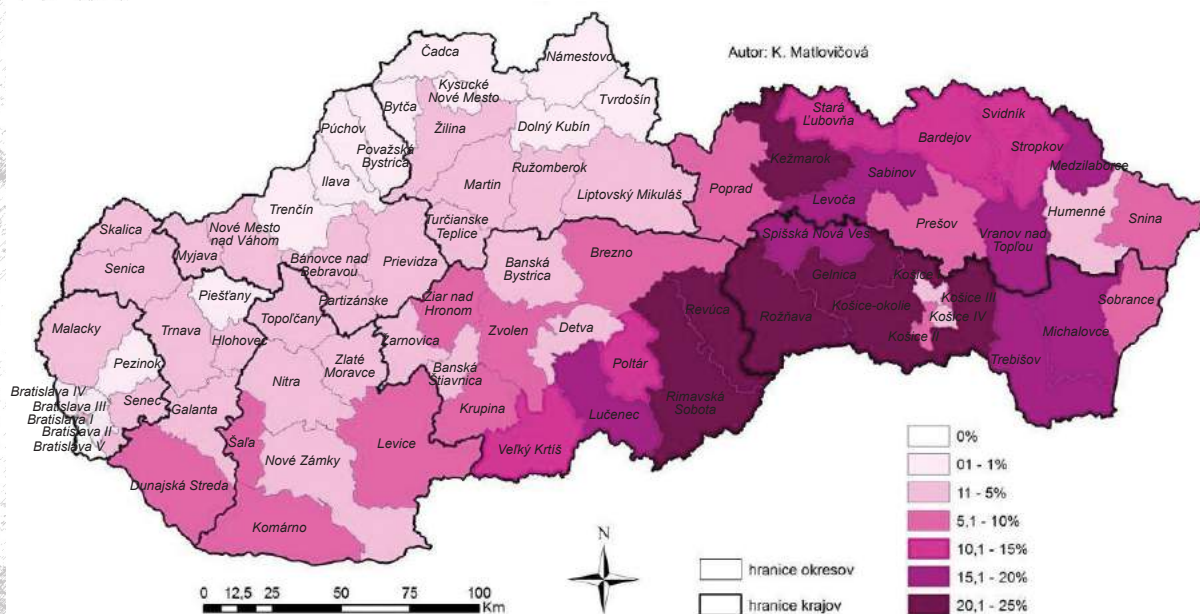 Autor: K. Matlovičová
Čadca
Námestovo
Kysucké
Nové Mesto
Tvrdošín
Bytča
Púchov
Žilina
Dolný Kubín
Považská
Bystrica
Ružomberok
Ilava
Martin
Liptovský Mikuláš
Trenčín
Turčianske
Teplice
Poprad
Kežmarok
Stará
Ľubovňa
Bardejov
Svidník
Stropkov
Medzilaborce
Sabinov
Levoča
Prešov
Humenné
Snina
Vranov nad
Topľou
Skalica
Nové Mesto
nad Váhom
Myjava
Senica
Bánovce nad
Bebravou
Prievidza
Partizánske
Banská
Bystrica
Brezno
Spišská Nová Ves
Gelnica
Košice I
Košice III
Košice-okolie
Košice IV
Košice II
Sobrance
Michalovce
Trebišov
Rožňava
Revúca
Rimavská
Sobota
Piešťany
Topoľčany
Žiar nad
Hronom
Zvolen
Detva
Poltár
Malacky
Trnava
Hlohovec
Žarnovica
Pezinok
Zlaté
Moravce
Nitra
Banská
Štiavnica
Krupina
Lučenec
Veľký Krtíš
Bratislava IV
Bratislava III
Bratislava I
Bratislava II
Bratislava V
Senec
Galanta
Šaľa
Levice
Nové Zámky
Dunajská Streda
Komárno
N
0 12,5 25 50 75 100
Km
hranice okresov
hranice krajov
0%
01 - 1%
11 - 5%
5,1 - 10%
10,1 - 15%
15,1 - 20%
20,1 - 25%